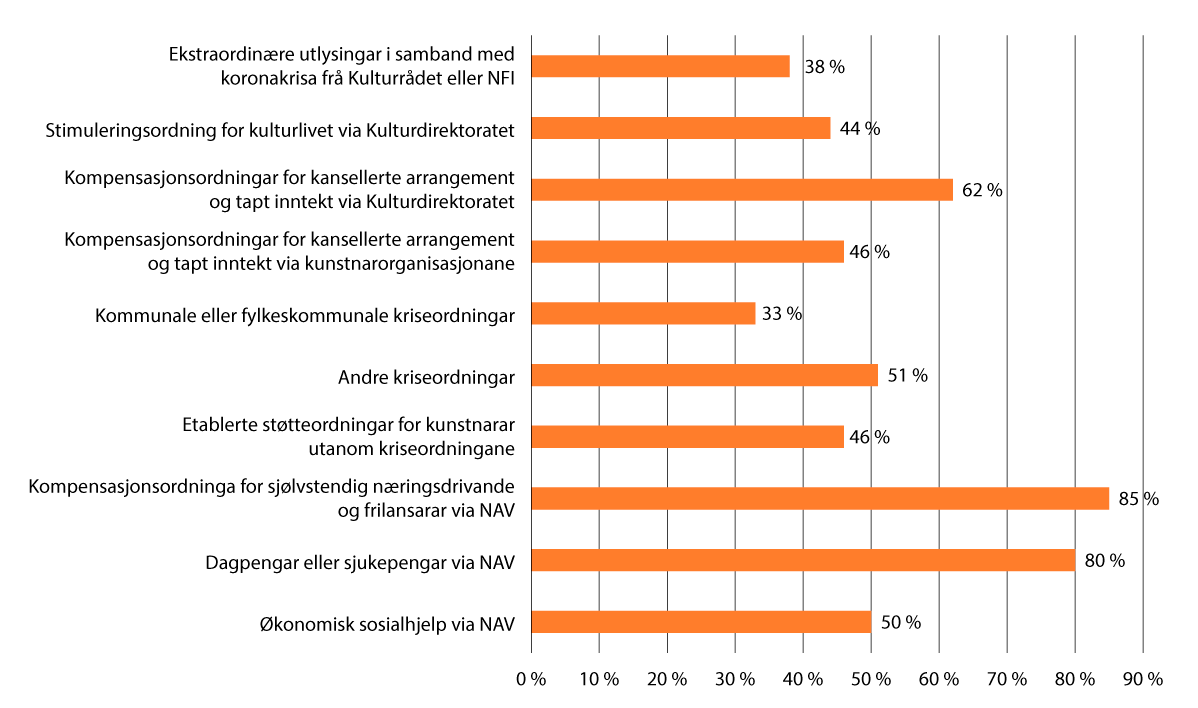 Ekstraordinære utlysingar i samband med
koronakrisa frå Kulturrådet eller NFI
38 %
Stimuleringsordning for kulturlivet via Kulturdirektoratet
44 %
Kompensasjonsordningar for kansellerte arrangement
og tapt inntekt via Kulturdirektoratet
62 %
Kompensasjonsordningar for kansellerte arrangement
og tapt inntekt via kunstnarorganisasjonane
46 %
Kommunale eller fylkeskommunale kriseordningar
33 %
Andre kriseordningar
51 %
Etablerte støtteordningar for kunstnarar
utanom kriseordningane
46 %
Kompensasjonsordninga for sjølvstendig næringsdrivande
og frilansarar via NAV
85 %
Dagpengar eller sjukepengar via NAV
80 %
Økonomisk sosialhjelp via NAV
50 %
0 % 10 % 20 % 30 % 40 % 50 % 60 % 70 % 80 % 90 %